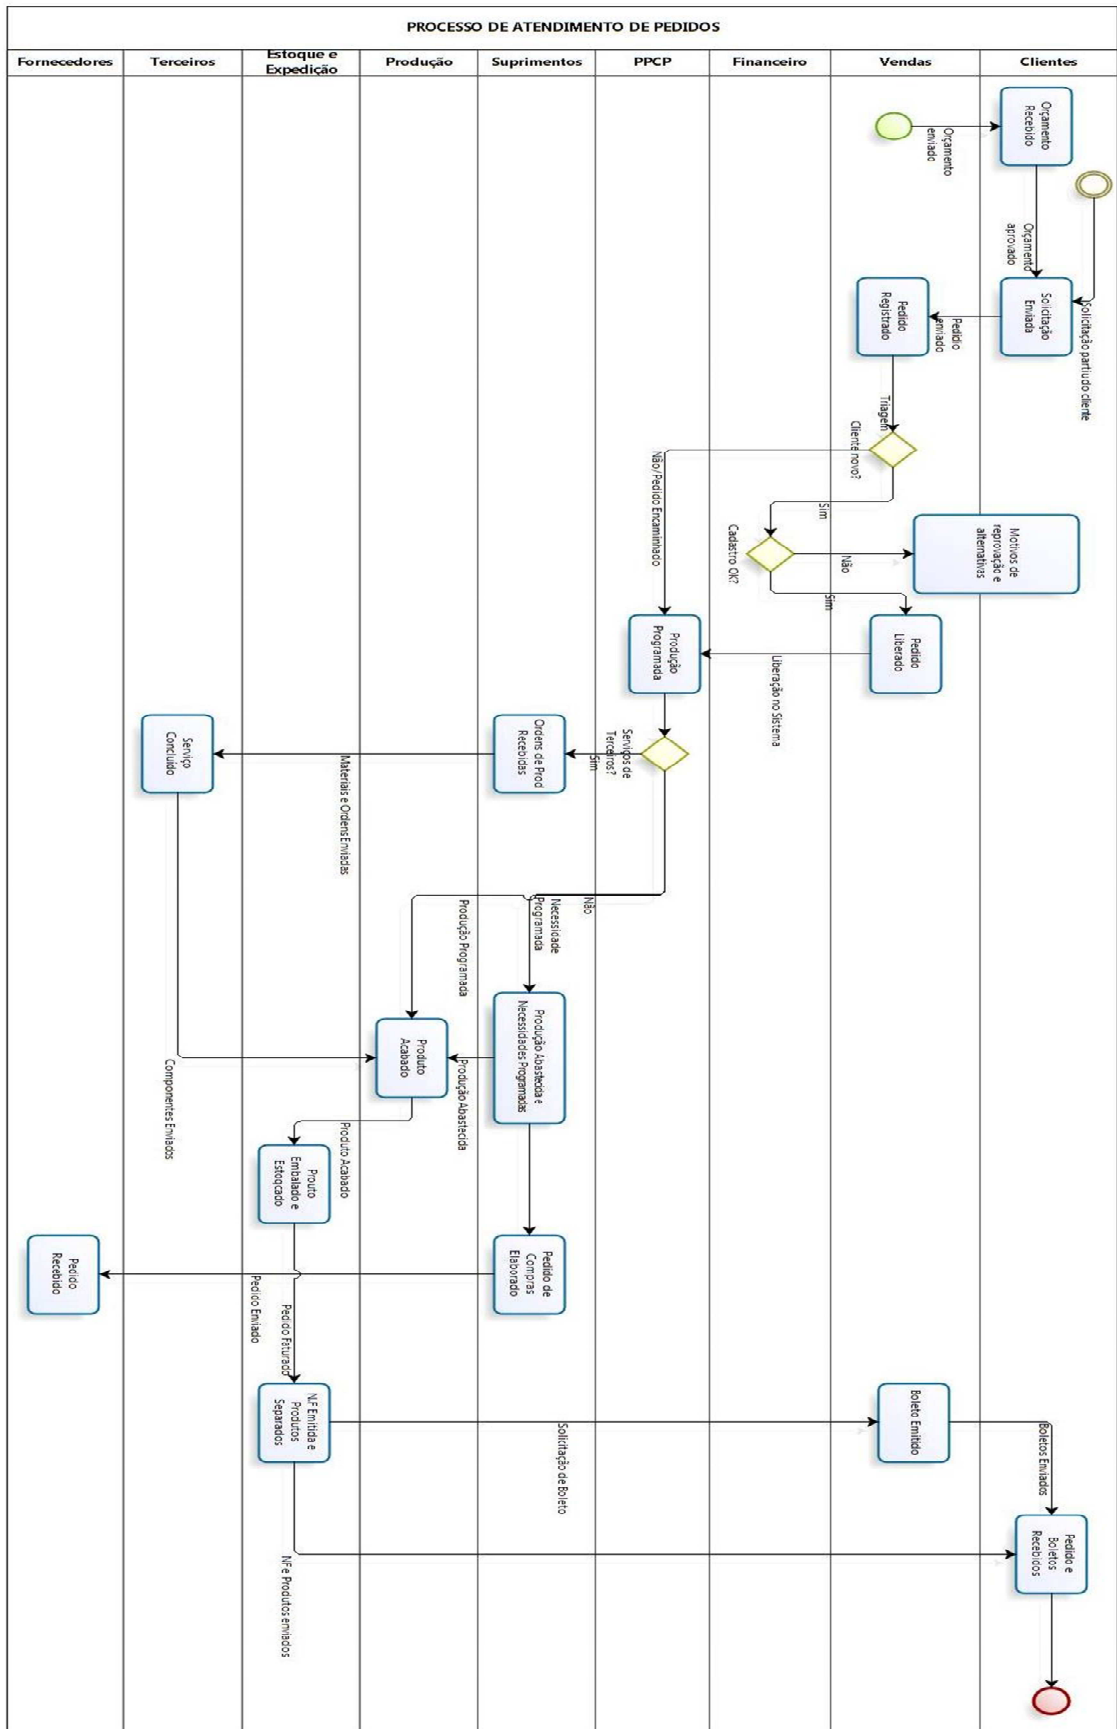 PROCESSO DE ATENDIMENTO DE PEDIDOS
Fornecedores
Terceiros
Estoque e
Expedição
Produção
Suprimentos
PPCP
Financeiro
Vendas
Clientes
Orçamento
Recebido
Orçamento
enviado
Orçamento
aprovado
Solicitação partiu do cliente
Solicitação
Enviada
Pedidio
enviado
Pedido
Registrado
Triagem
Cliente novo?
Não/ Pedido Encaminhado
Sim
Cadastro OK?
Não
Motivos de
reprovação e
alternativas
Sim
Pedido
Liberado
Liberação no Sistema
Produção
Programada
Serviços de
Terceiros?
Sim
Ordens de Prod
Recebidas
Materiais e Ordens Enviadas
Serviço
Concluído
Não
Necessidade
Programada
Produção Programada
Produção Abastecida e
Necessidades Programadas
Produção Abastecida
Produto
Acabado
Componentes Enviados
Produto Acabado
Prouto
Embalado e
Estoqcado
Pedido de
Compras
Elaborado
Pedido Enviado
Pedido
Recebido
Pedido Faturado
N.F Emitida e
Produtos
Separados
Solicitação de Boleto
Boleto Emitido
Boletos Enviados
NF e Produtos enviados
Pedido e
Boletos
Recebidos